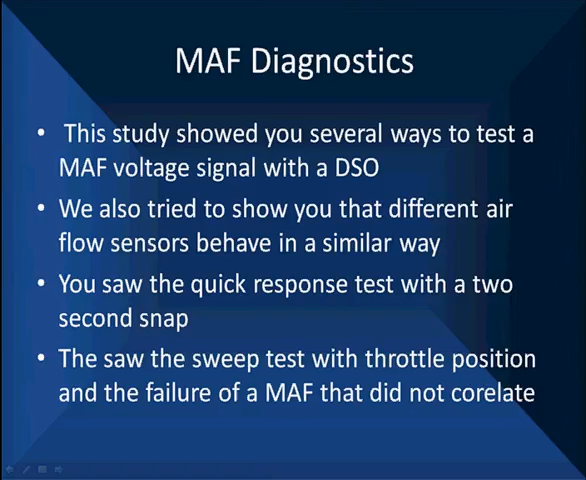 MAF Diagnostics
• This study showed you several ways to test a
MAF voltage signal with a DSO
• We also tried to show you that different air
flow sensors behave in a similar way
• You saw the quick response test with a two
second snap
• The saw the sweep test with throttle position
and the failure of a MAF that did not corelate